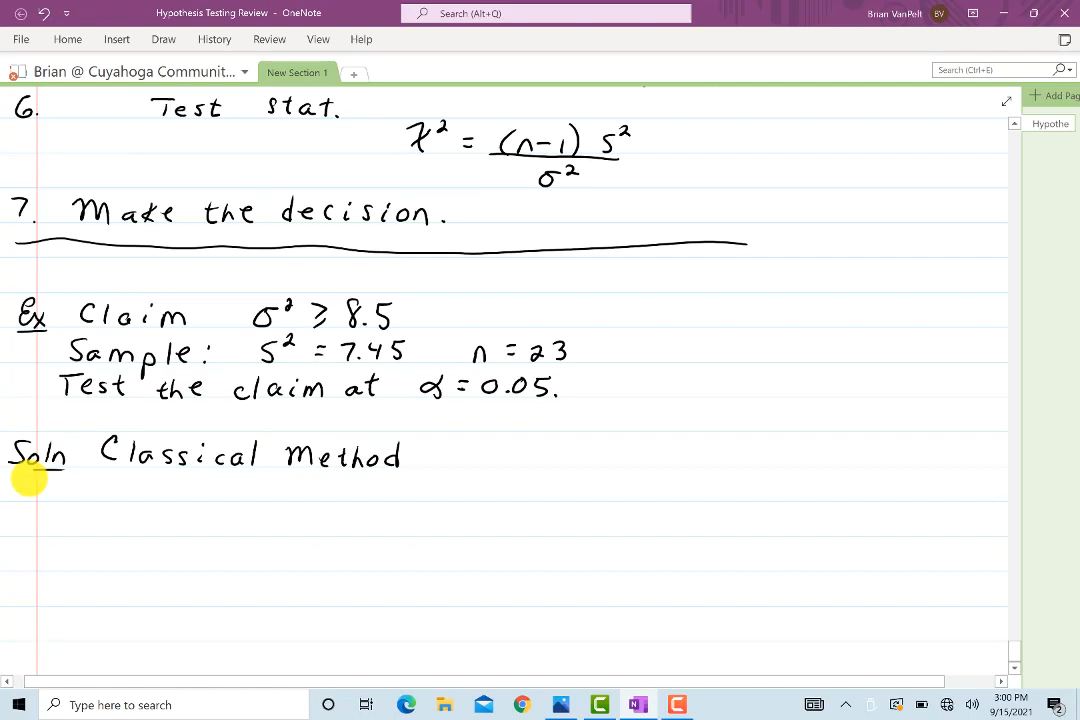 Hypothesis Testing Review - OneNote
Search (Alt+Q)
Brian VanPelt
BV
File Home Insert Draw History Review View Help
Brian @ Cuyahoga Communit...
New Section 1
Search (Ctrl+E)
Add Pag
Hypothe
6. Test stat.
χ² = (n-1) s² / σ²
7. Make the decision.
Ex Claim σ² ≥ 8.5
Sample: s² = 7.45 n = 23
Test the claim at α = 0.05.
Soln Classical Method
Type here to search
3:00 PM
9/15/2021
2